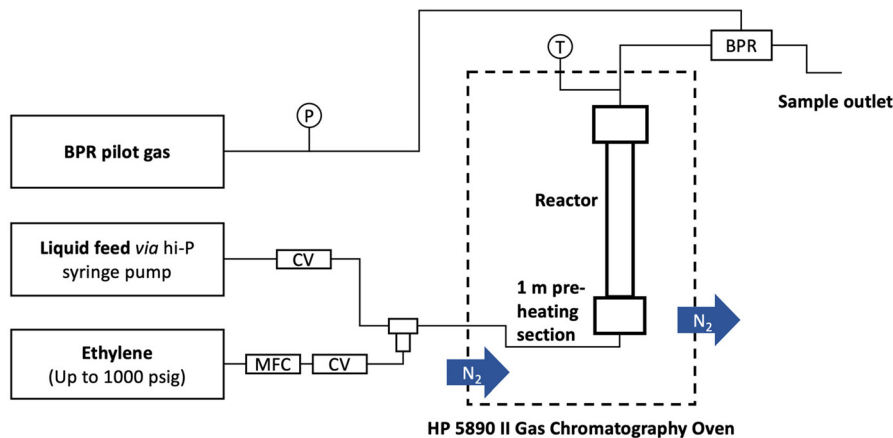 T
BPR
Sample outlet
P
BPR pilot gas
Reactor
Liquid feed via hi-P
syringe pump
CV
1 m pre-
heating
section
N2
Ethylene
(Up to 1000 psig)
MFC
CV
N2
HP 5890 II Gas Chromatography Oven